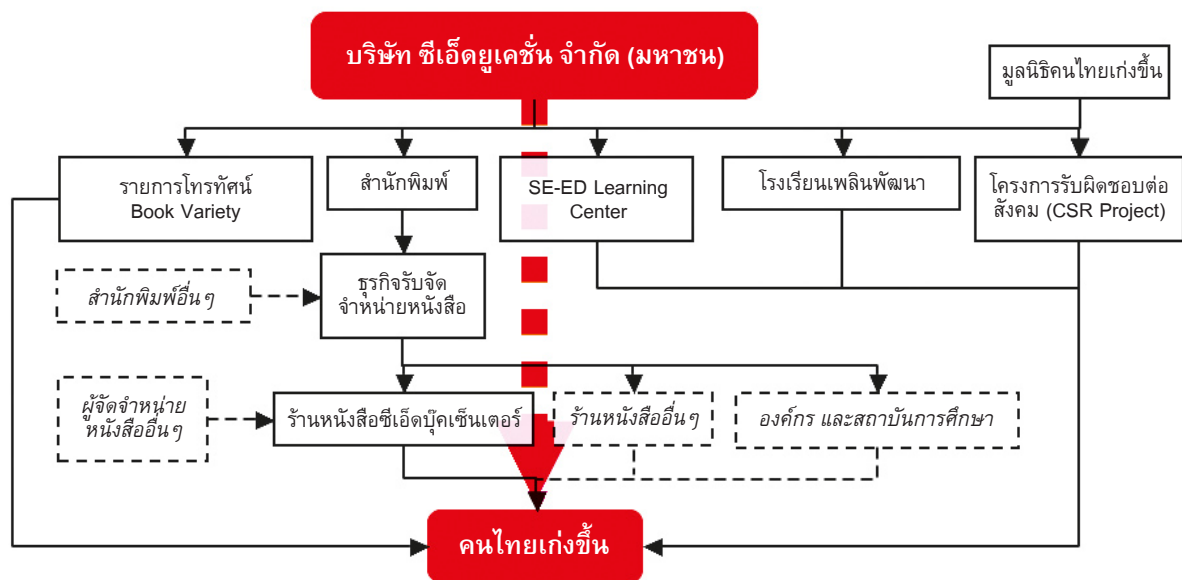 บริษัท ซีเอ็ดยูเคชั่น จำกัด (มหาชน)
มูลนิธิคนไทยเก่งขึ้น
รายการโทรทัศน์
Book Variety
สำนักพิมพ์
SE-ED Learning
Center
โรงเรียนเพลินพัฒนา
โครงการรับผิดชอบต่อ
สังคม (CSR Project)
สำนักพิมพ์อื่นๆ
ธุรกิจรับจัด
จำหน่ายหนังสือ
ผู้จัดจำหน่าย
หนังสืออื่นๆ
ร้านหนังสือซีเอ็ดบุ๊คเซ็นเตอร์
ร้านหนังสืออื่นๆ
องค์กร และสถาบันการศึกษา
คนไทยเก่งขึ้น